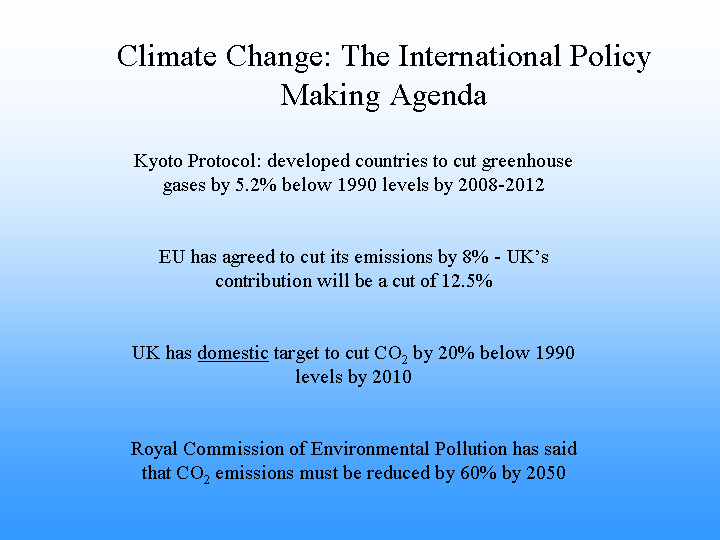 Climate Change: The International Policy
Making Agenda
Kyoto Protocol: developed countries to cut greenhouse
gases by 5.2% below 1990 levels by 2008-2012
EU has agreed to cut its emissions by 8% - UK’s
contribution will be a cut of 12.5%
UK has domestic target to cut CO₂ by 20% below 1990
levels by 2010
Royal Commission of Environmental Pollution has said
that CO₂ emissions must be reduced by 60% by 2050